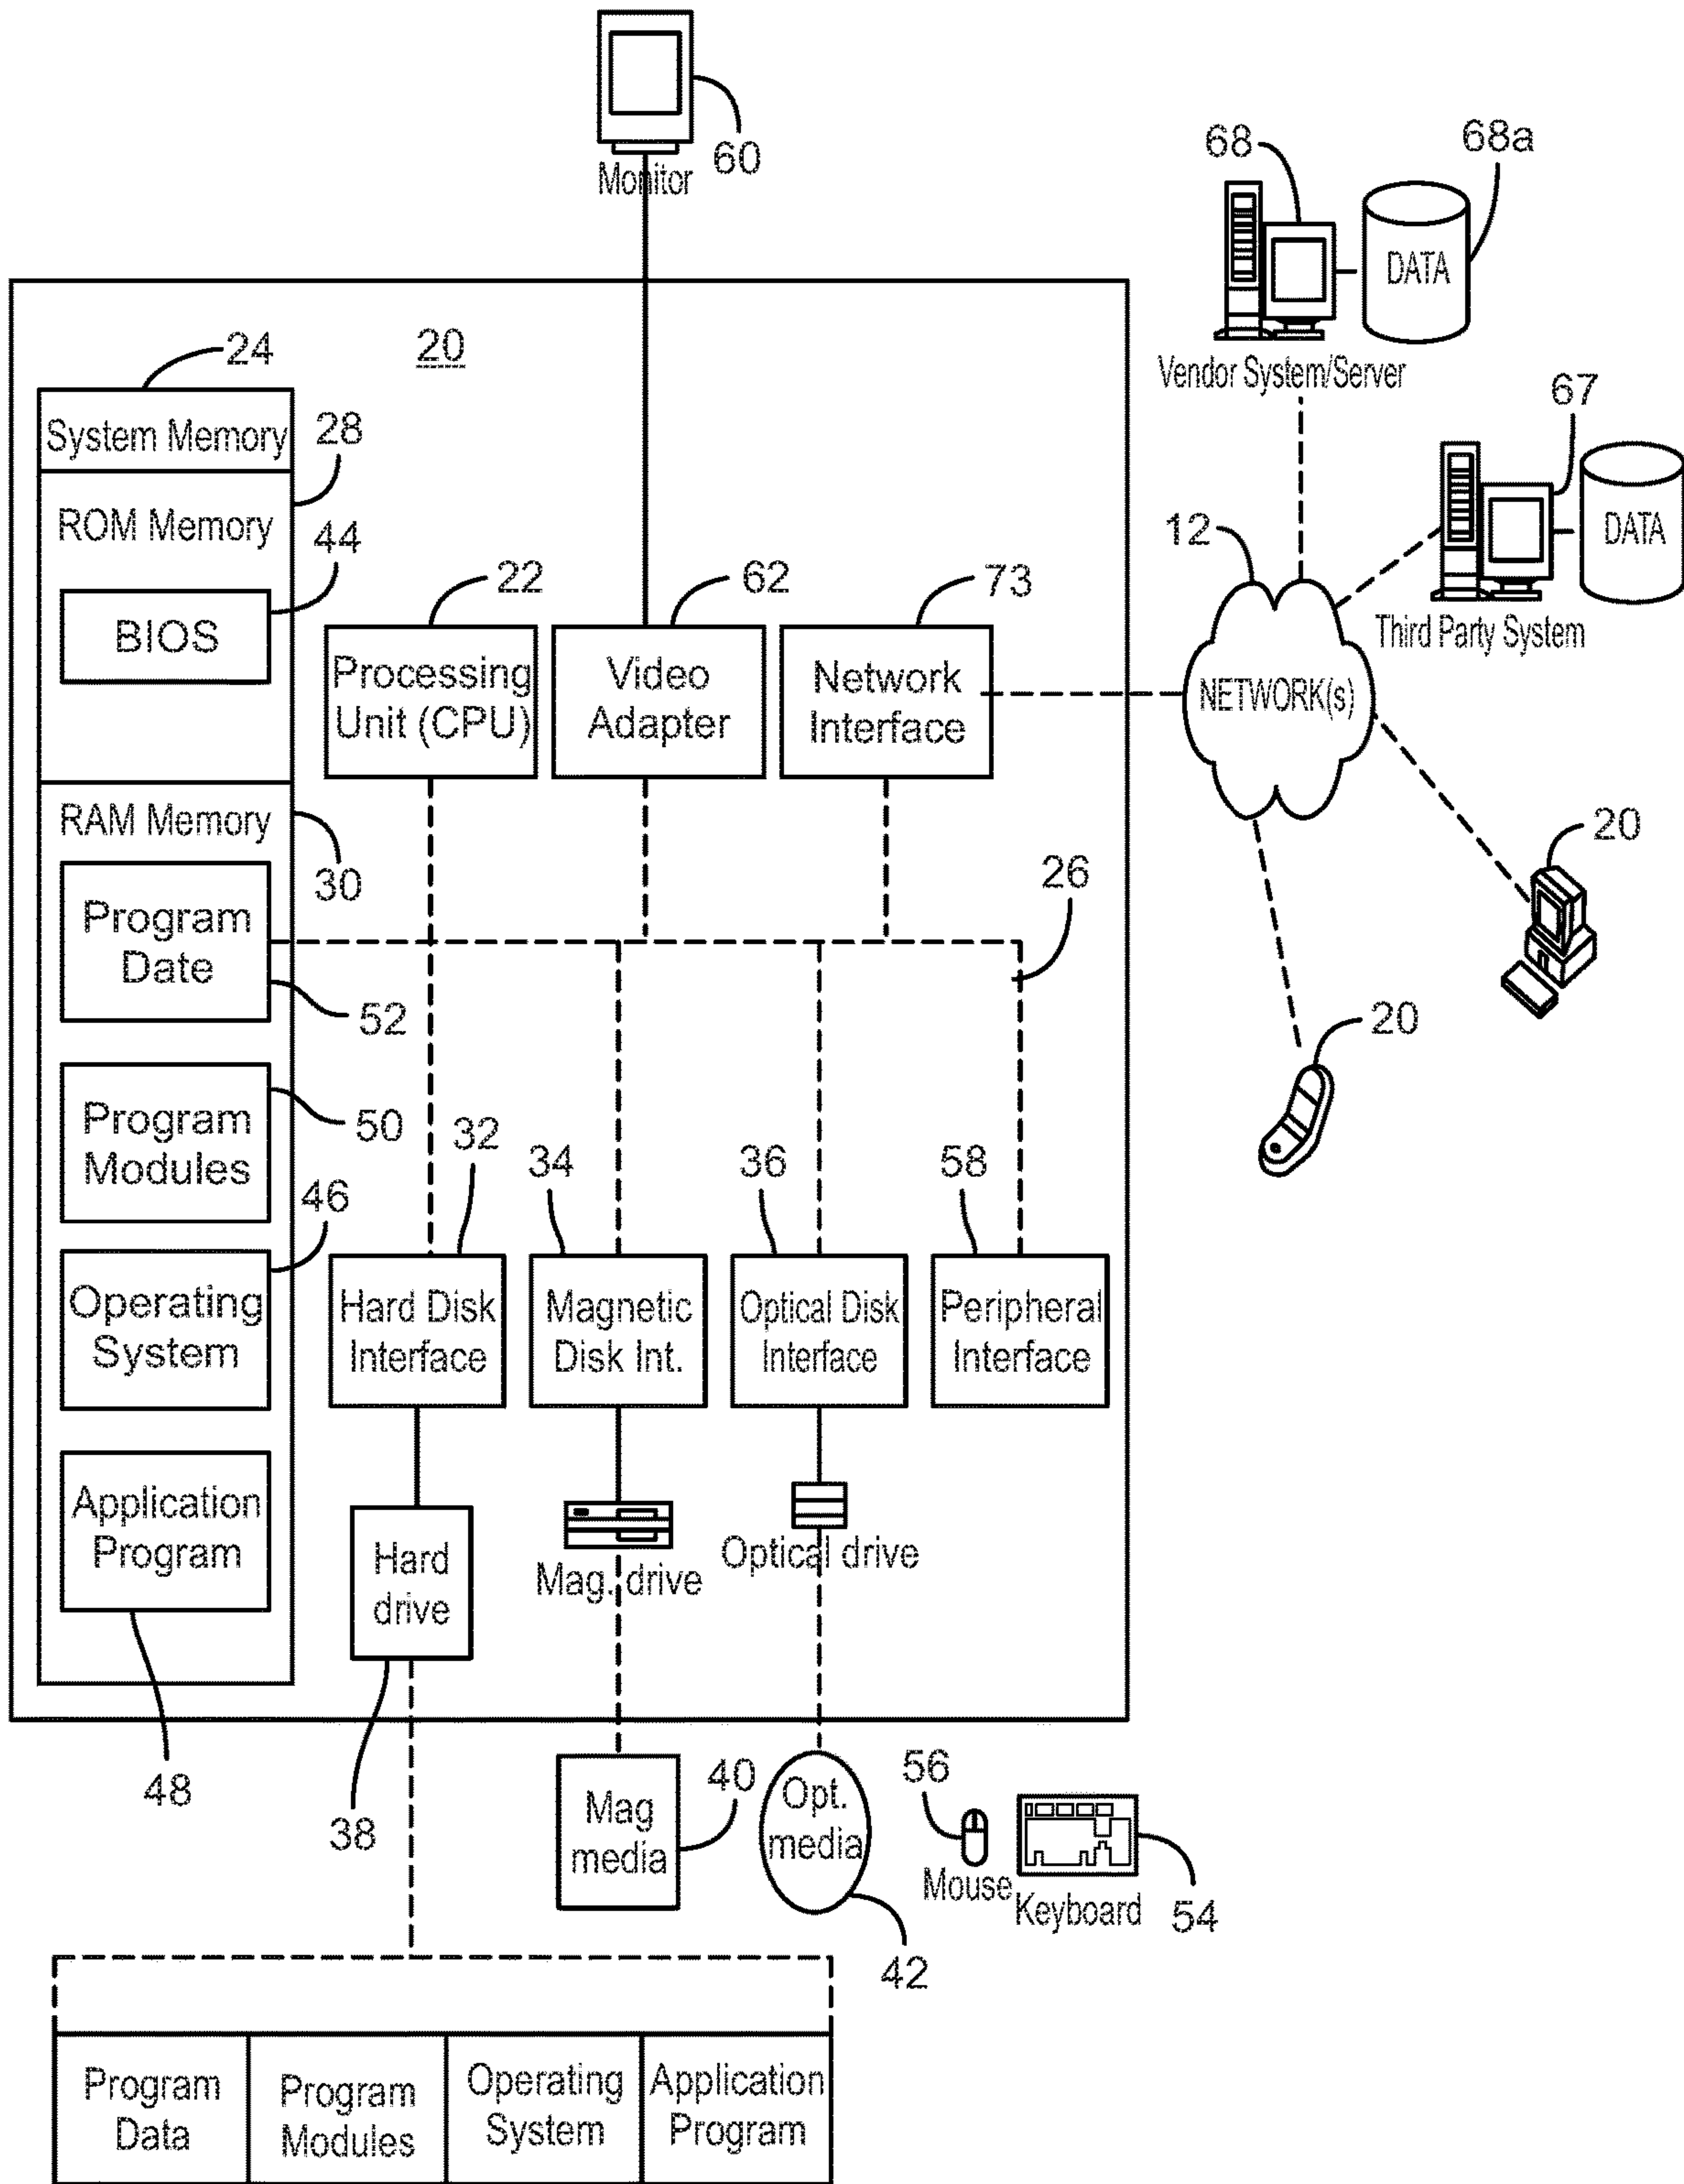 60
Monitor
68
68a
DATA
Vendor System/Server
20
24
System Memory
28
ROM Memory
44
BIOS
67
DATA
Third Party System
12
NETWORK(s)
22
Processing
Unit (CPU)
62
Video
Adapter
73
Network
Interface
RAM Memory
30
Program
Date
52
26
20
20
Program
Modules
50
46
Operating
System
Application
Program
48
32
Hard Disk
Interface
34
Magnetic
Disk Int.
36
Optical Disk
Interface
58
Peripheral
Interface
Hard
drive
38
Mag. drive
Optical drive
Mag
media
40
Opt.
media
42
56
Mouse
Keyboard
54
Program
Data
Program
Modules
Operating
System
Application
Program